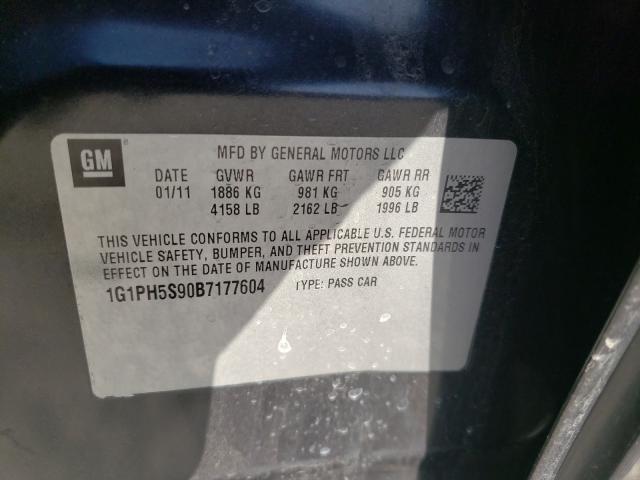 GM
MFD BY GENERAL MOTORS LLC
DATE GVWR GAWR FRT GAWR RR
01/11 1886 KG 981 KG 905 KG
4158 LB 2162 LB 1996 LB
THIS VEHICLE CONFORMS TO ALL APPLICABLE U.S. FEDERAL MOTOR
VEHICLE SAFETY, BUMPER, AND THEFT PREVENTION STANDARDS IN
EFFECT ON THE DATE OF MANUFACTURE SHOWN ABOVE.
1G1PH5S90B7177604 TYPE: PASS CAR